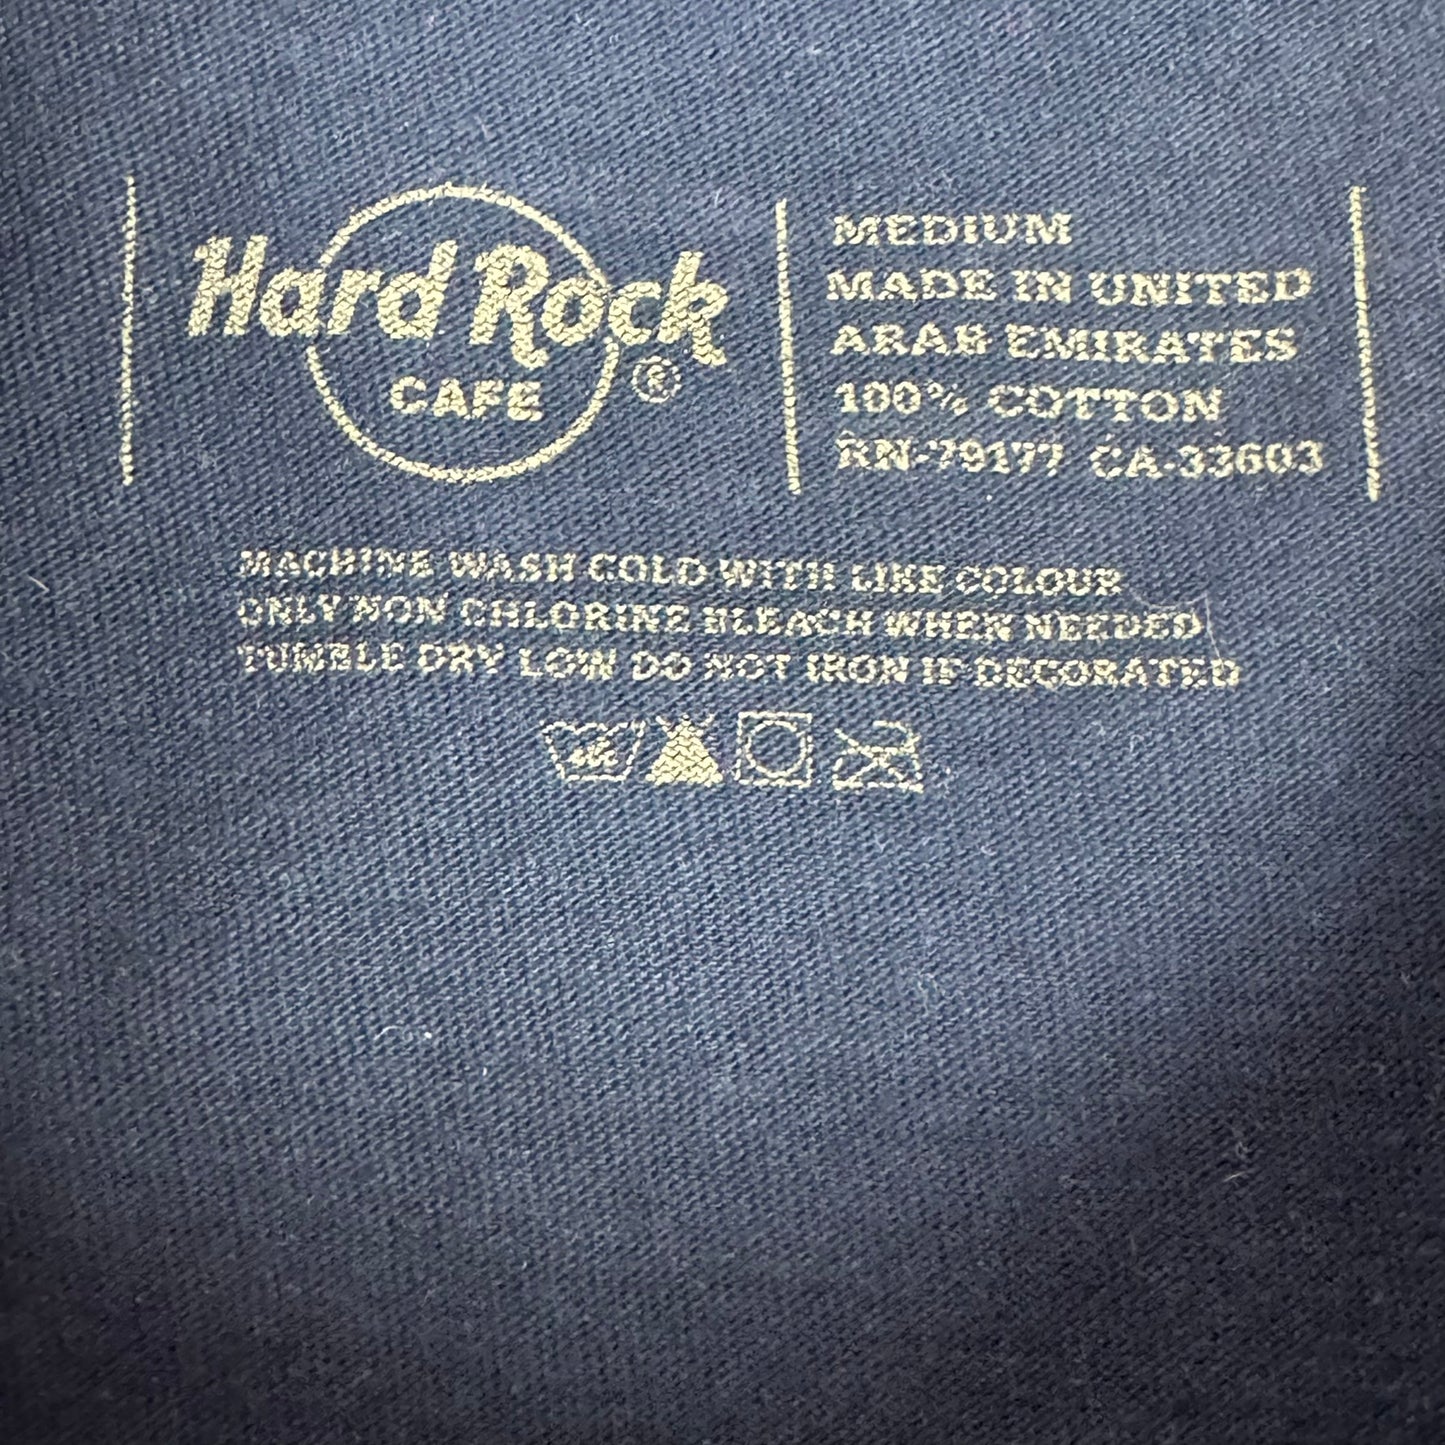 Hard Rock
CAFE
®
MEDIUM
MADE IN UNITED
ARAB EMIRATES
100% COTTON
RN-79177 CA-33603
MACHINE WASH COLD WITH LIKE COLOUR
ONLY NON CHLORINE BLEACH WHEN NEEDED
TUMBLE DRY LOW DO NOT IRON IF DECORATED